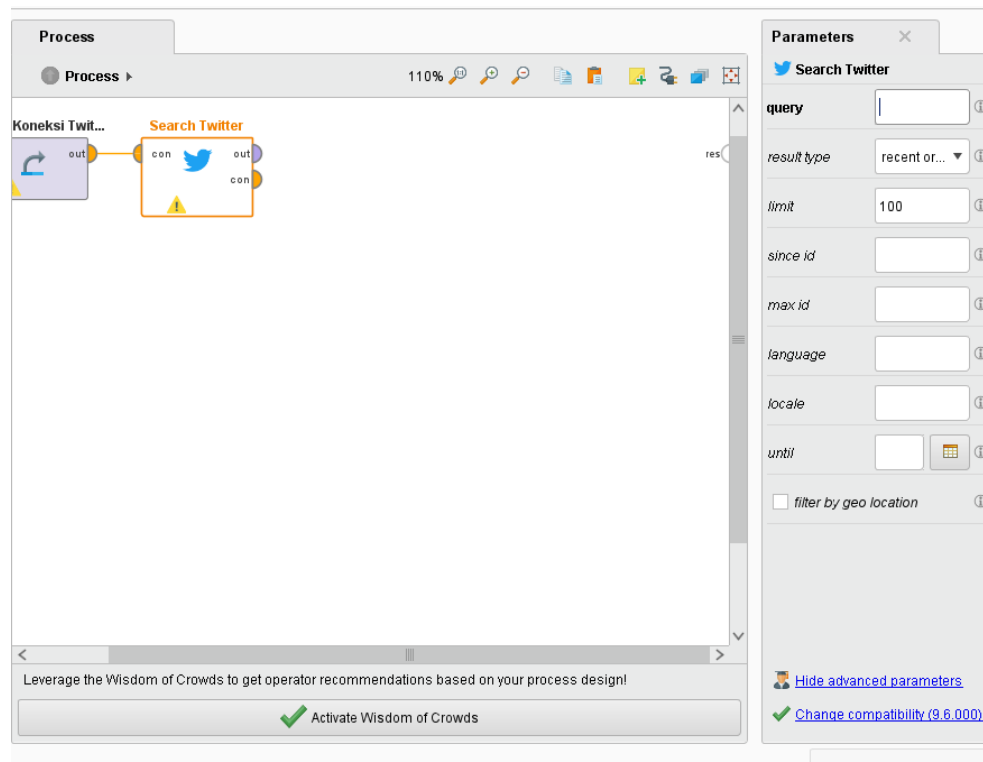 Process
Process
110%
Koneksi Twit...
out
Search Twitter
con
out
con
res
Leverage the Wisdom of Crowds to get operator recommendations based on your process design!
Activate Wisdom of Crowds
Parameters
Search Twitter
query
result type
recent or...
limit
100
since id
max id
language
locale
until
filter by geo location
Hide advanced parameters
Change compatibility (9.6.000)